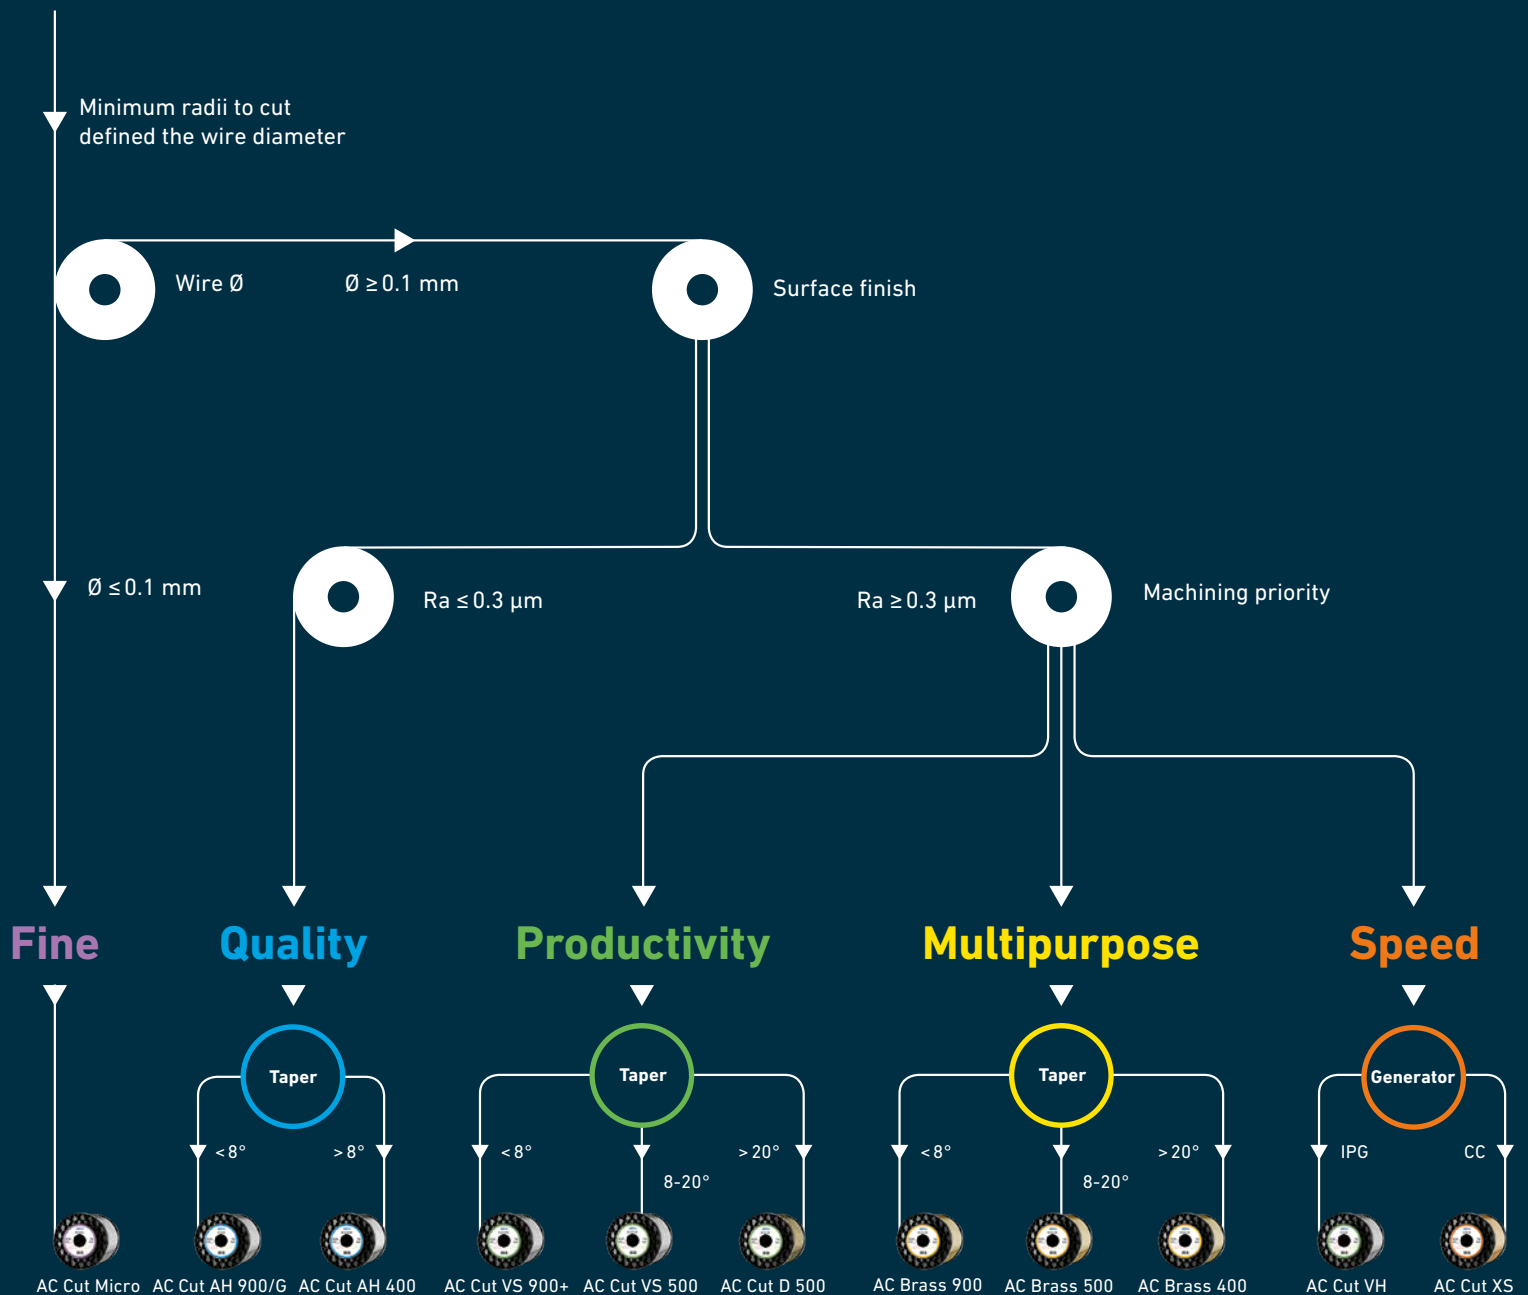 Minimum radii to cut
defined the wire diameter
Wire Ø
Ø ≥ 0.1 mm
Surface finish
Ø ≤ 0.1 mm
Ra ≤ 0.3 µm
Ra ≥ 0.3 µm
Machining priority
Fine
Quality
Productivity
Multipurpose
Speed
Taper
Taper
Taper
Generator
< 8°
> 8°
< 8°
8-20°
> 20°
< 8°
8-20°
> 20°
IPG
CC
AC Cut Micro
AC Cut AH 900/G
AC Cut AH 400
AC Cut VS 900+
AC Cut VS 500
AC Cut D 500
AC Brass 900
AC Brass 500
AC Brass 400
AC Cut VH
AC Cut XS